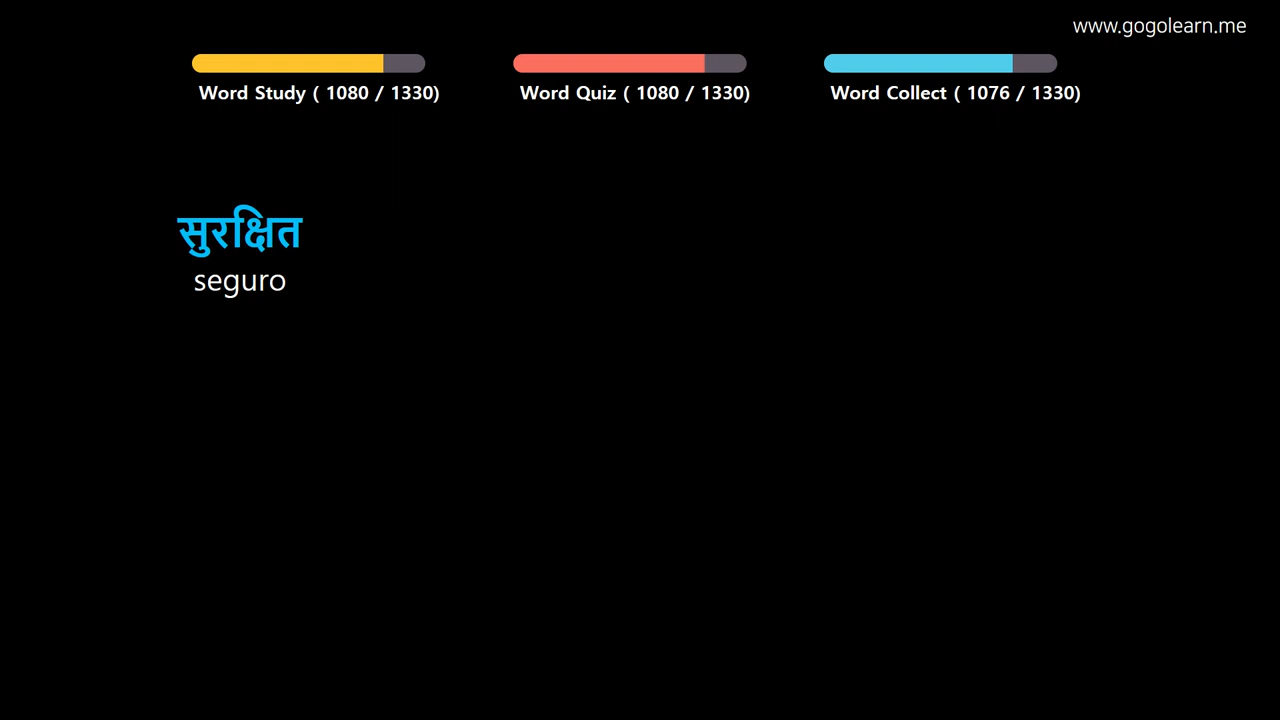 www.gogolearn.me
Word Study ( 1080 / 1330)
Word Quiz ( 1080 / 1330)
Word Collect ( 1076 / 1330)
सुरक्षित
seguro